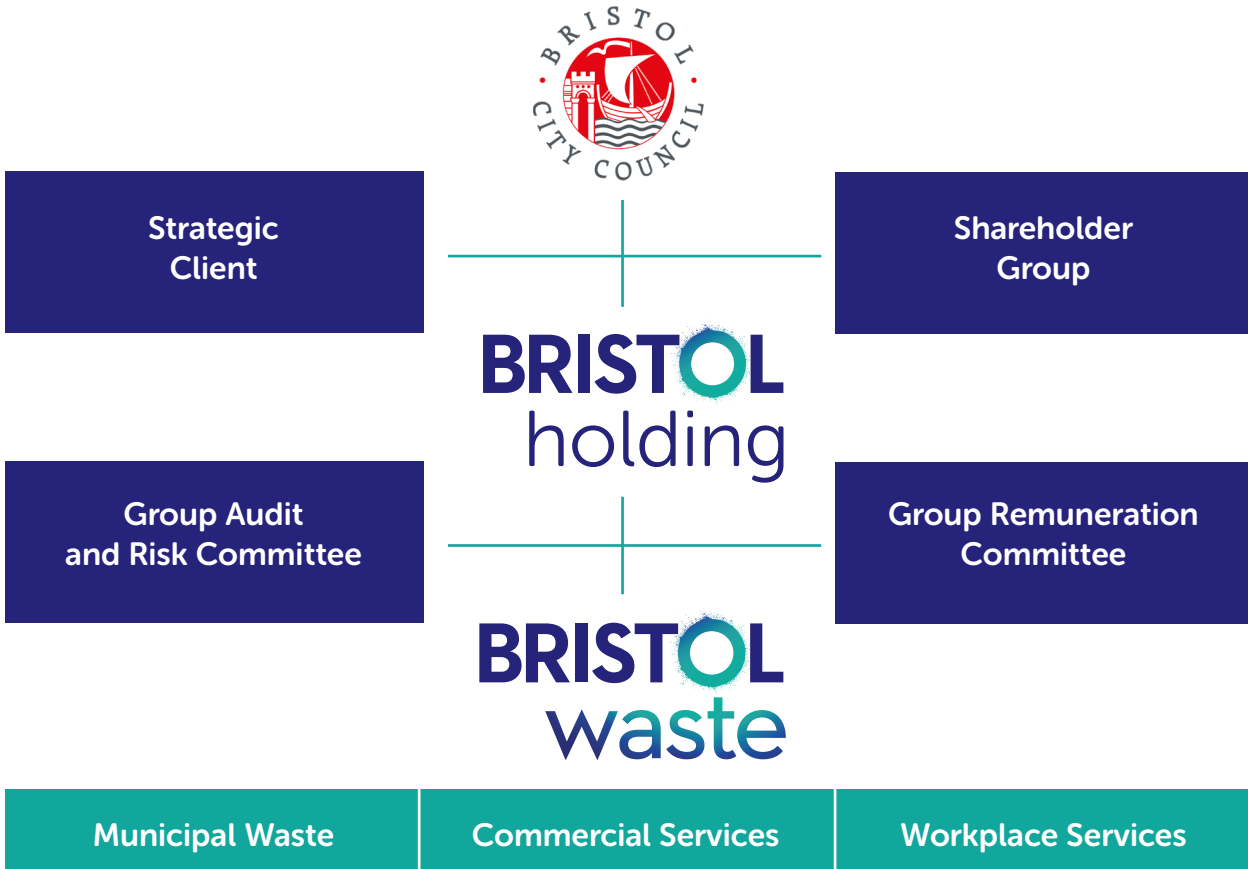 BRISTOL
CITY COUNCIL
Strategic
Client
Shareholder
Group
BRISTOL
holding
Group Audit
and Risk Committee
Group Remuneration
Committee
BRISTOL
waste
Municipal Waste
Commercial Services
Workplace Services